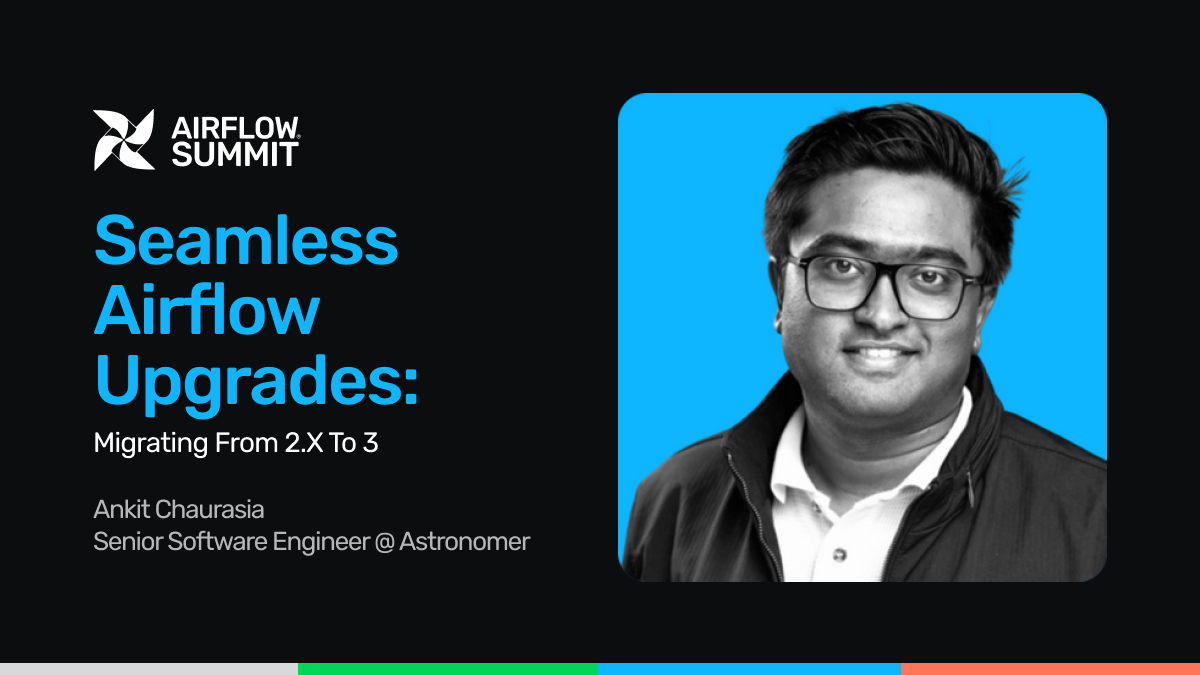 AIRFLOW
SUMMIT
Seamless
Airflow
Upgrades:
Migrating From 2.X To 3
Ankit Chaurasia
Senior Software Engineer @ Astronomer